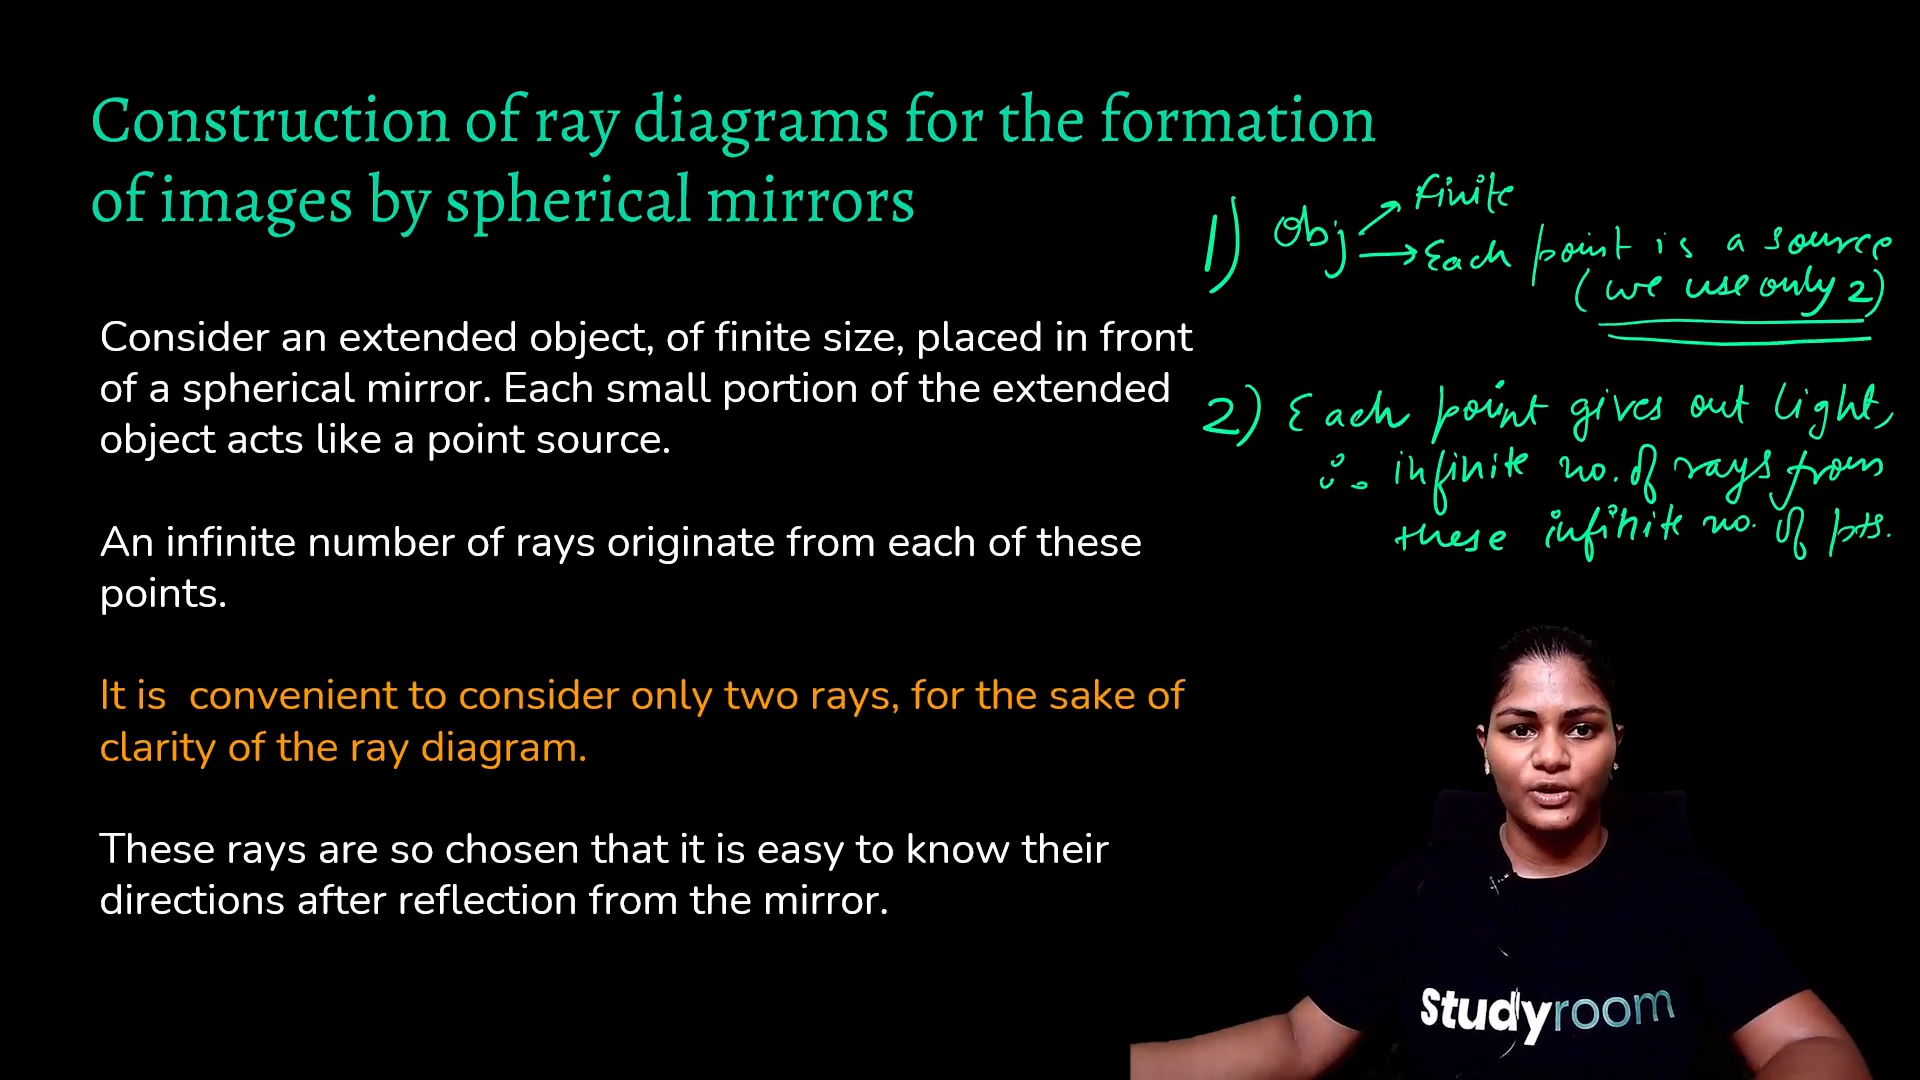 Construction of ray diagrams for the formation
of images by spherical mirrors
Consider an extended object, of finite size, placed in front
of a spherical mirror. Each small portion of the extended
object acts like a point source.
An infinite number of rays originate from each of these
points.
It is convenient to consider only two rays, for the sake of
clarity of the ray diagram.
These rays are so chosen that it is easy to know their
directions after reflection from the mirror.
1) Obj → finite
→ Each point is a source
(we use only 2)
2) Each point gives out light,
∴ infinite no. of rays from
these infinite no. of pts.
Studyroom